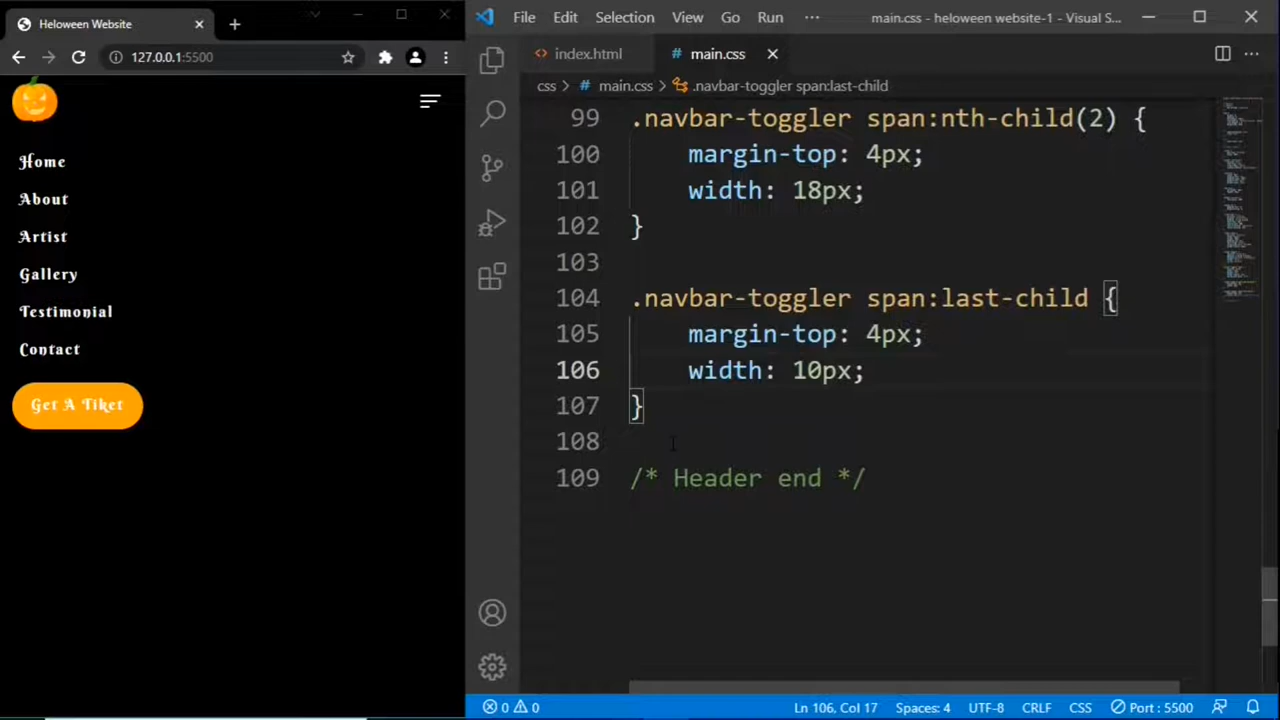 Heloween Website
127.0.0.1:5500
Home
About
Artist
Gallery
Testimonial
Contact
Get A Tiket
File Edit Selection View Go Run ··· main.css - heloween website-1 - Visual S...
index.html # main.css
css > # main.css > .navbar-toggler span:last-child
99 .navbar-toggler span:nth-child(2) {
100 margin-top: 4px;
101 width: 18px;
102 }
103
104 .navbar-toggler span:last-child {
105 margin-top: 4px;
106 width: 10px;
107 }
108
109 /* Header end */
0 0 Ln 106, Col 17 Spaces: 4 UTF-8 CRLF CSS Port : 5500